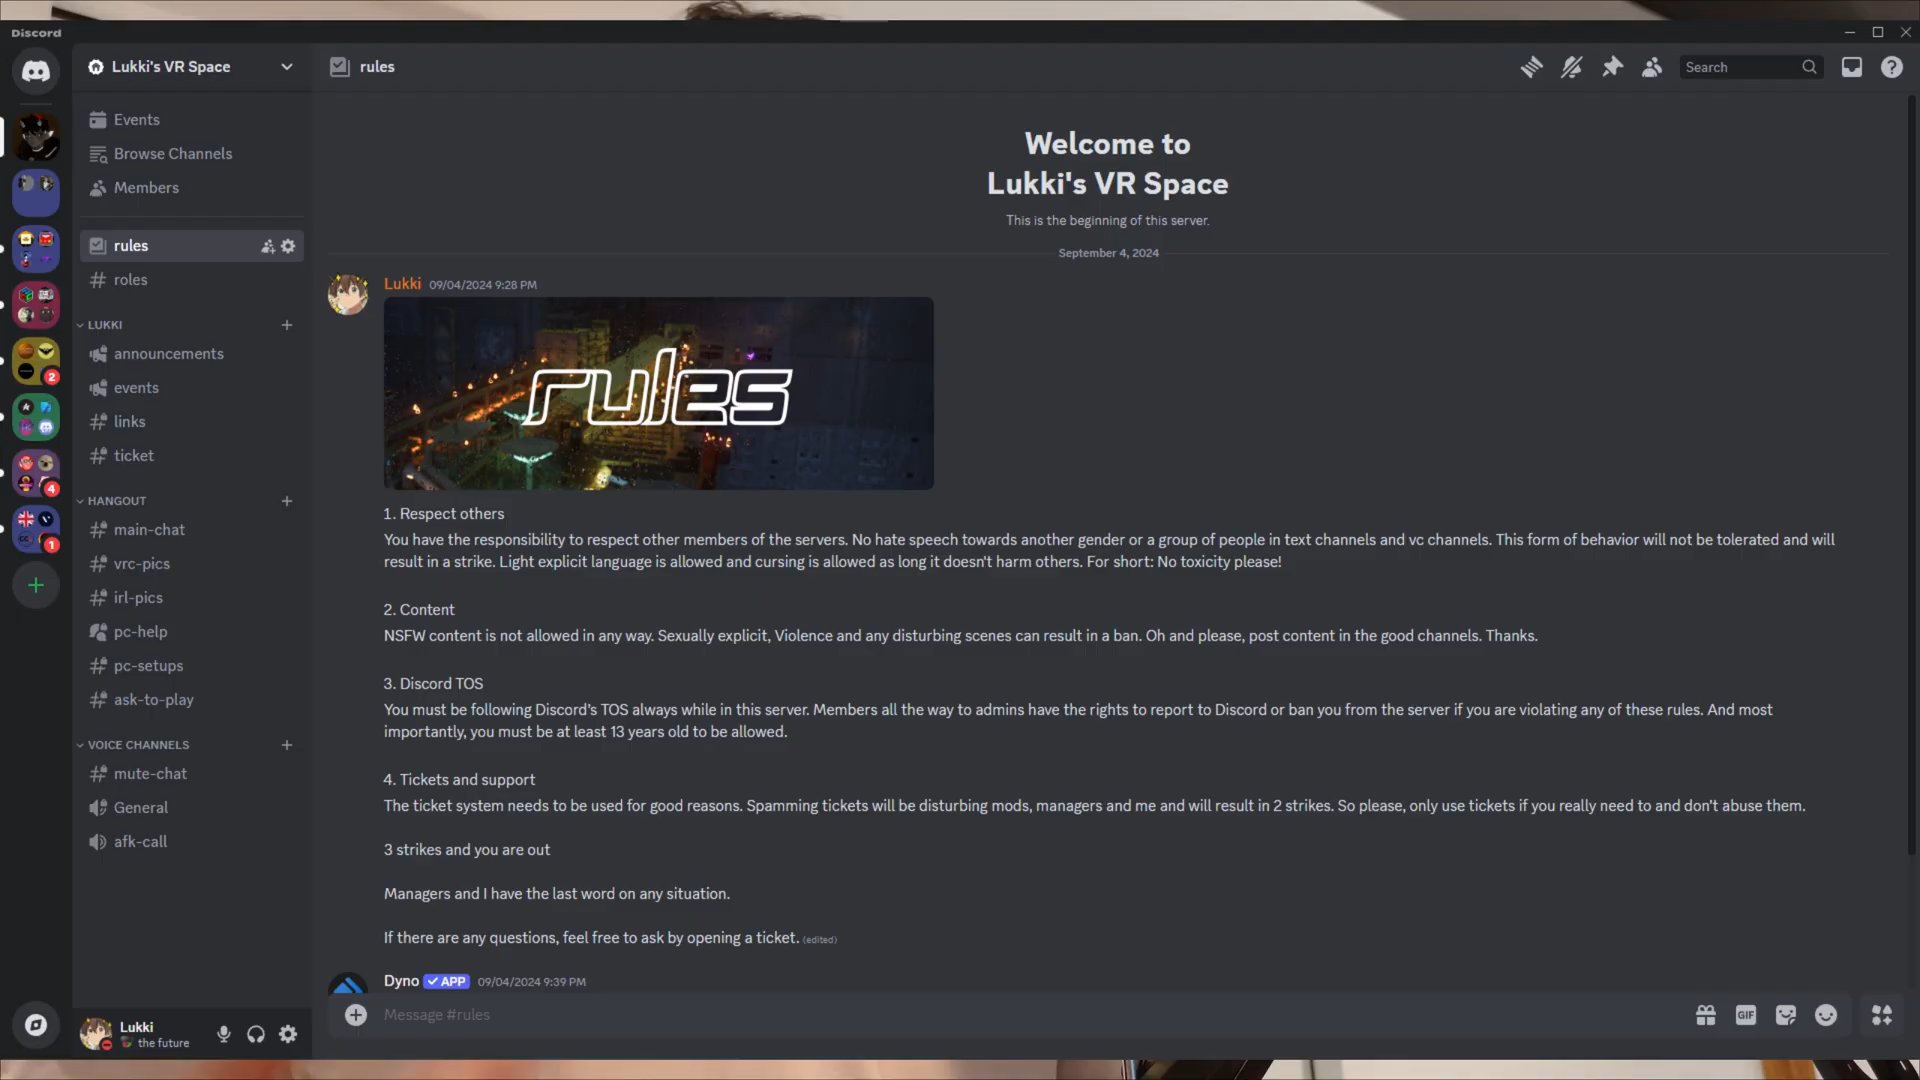 Discord
Lukki's VR Space
rules
Search
Events
Browse Channels
Members
rules
roles
LUKKI
announcements
events
links
ticket
HANGOUT
main-chat
vrc-pics
irl-pics
pc-help
pc-setups
ask-to-play
VOICE CHANNELS
mute-chat
General
afk-call
2
4
1
Lukki
the future
Welcome to
Lukki's VR Space
This is the beginning of this server.
September 4, 2024
Lukki 09/04/2024 9:28 PM
rules
1. Respect others
You have the responsibility to respect other members of the servers. No hate speech towards another gender or a group of people in text channels and vc channels. This form of behavior will not be tolerated and will
result in a strike. Light explicit language is allowed and cursing is allowed as long it doesn't harm others. For short: No toxicity please!
2. Content
NSFW content is not allowed in any way. Sexually explicit, Violence and any disturbing scenes can result in a ban. Oh and please, post content in the good channels. Thanks.
3. Discord TOS
You must be following Discord's TOS always while in this server. Members all the way to admins have the rights to report to Discord or ban you from the server if you are violating any of these rules. And most
importantly, you must be at least 13 years old to be allowed.
4. Tickets and support
The ticket system needs to be used for good reasons. Spamming tickets will be disturbing mods, managers and me and will result in 2 strikes. So please, only use tickets if you really need to and don't abuse them.
3 strikes and you are out
Managers and I have the last word on any situation.
If there are any questions, feel free to ask by opening a ticket. (edited)
Dyno APP 09/04/2024 9:39 PM
Message #rules
GIF